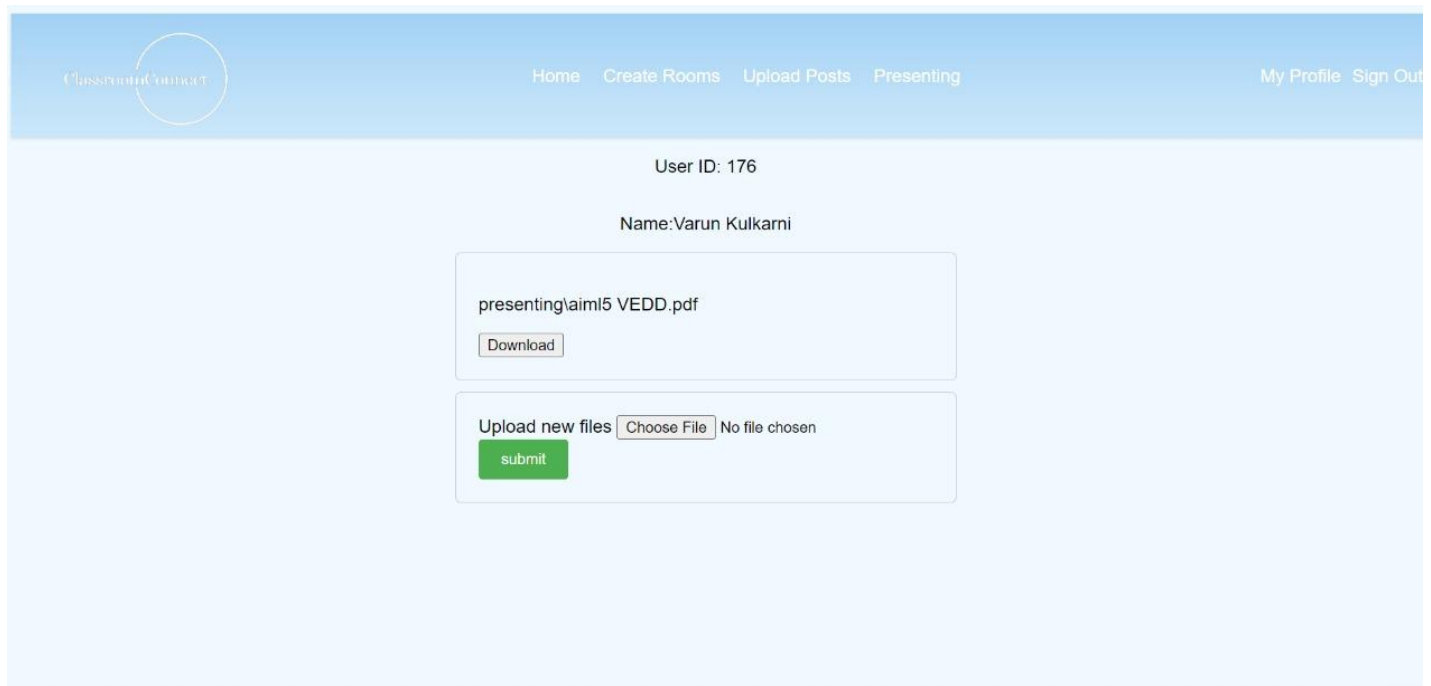 ClassroomConnect
Home Create Rooms Upload Posts Presenting My Profile Sign Out
User ID: 176
Name:Varun Kulkarni
presenting\aiml5 VEDD.pdf
Download
Upload new files Choose File No file chosen
submit